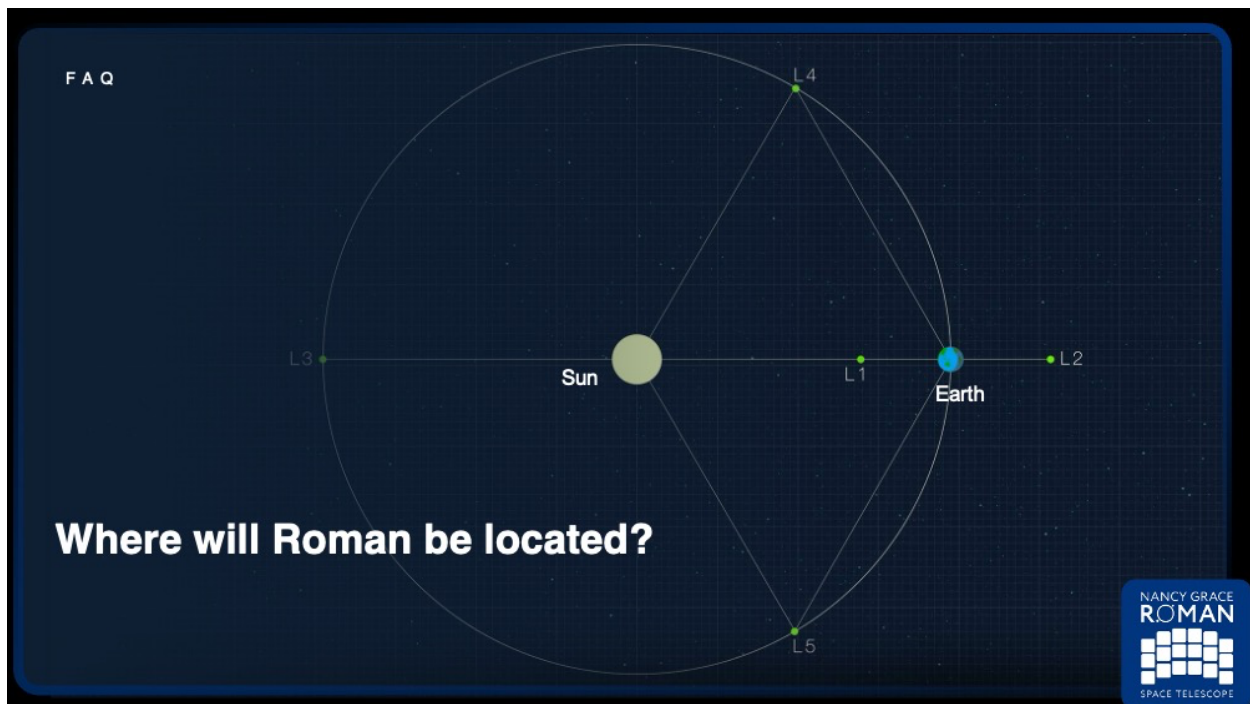 FAQ
L4
L3
Sun
L1
Earth
L2
Where will Roman be located?
L5
NANCY GRACE
ROMAN
SPACE TELESCOPE